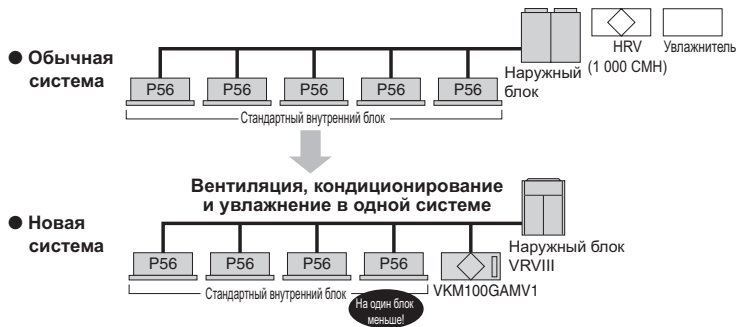 ● Обычная
система
P56
P56
P56
P56
P56
Наружный
блок
HRV
(1 000 CMH)
Увлажнитель
Стандартный внутренний блок
Вентиляция, кондиционирование
и увлажнение в одной системе
● Новая
система
P56
P56
P56
P56
Наружный блок
VRVIII
VKM100GAMV1
Стандартный внутренний блок
На один блок
меньше!